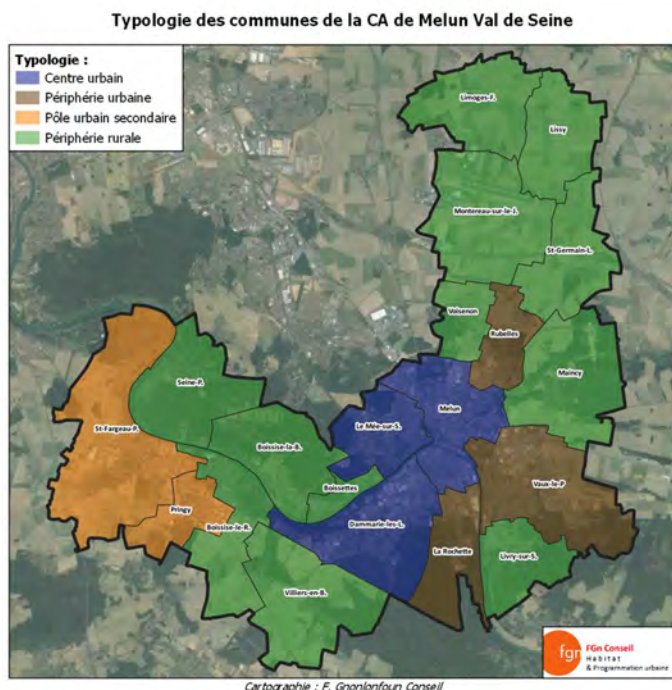 Typologie des communes de la CA de Melun Val de Seine
Typologie :
Centre urbain
Périphérie urbaine
Pôle urbain secondaire
Périphérie rurale
Limoges-F.
Lissy
Montereau-sur-le-J.
St-Germain-L.
Voisenon
Rubelles
Maincy
Seine-P.
Melun
Le Mée-sur-S.
St-Fargeau-P.
Boissise-la-B.
Boissettes
Vaux-le-P
Pringy
Boissise-le-R.
Dammarie-les-L.
La Rochette
Livry-sur-S.
Villiers-en-B.
fgn
FGn Conseil
Habitat
& Programmation urbaine
Cartographie : F. Gnonlonfoun Conseil